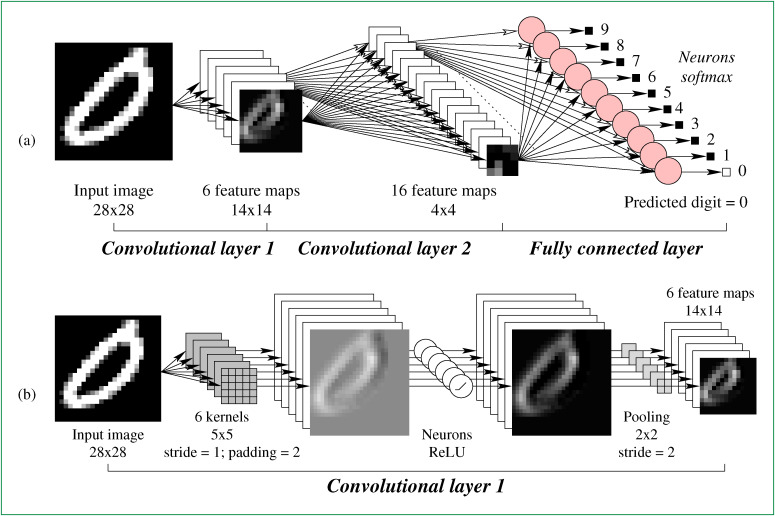 (a)
9
8
7
6
5
4
3
2
1
0
Neurons
softmax
Input image
28x28
6 feature maps
14x14
16 feature maps
4x4
Predicted digit = 0
Convolutional layer 1
Convolutional layer 2
Fully connected layer
(b)
6 feature maps
14x14
Input image
28x28
6 kernels
5x5
stride = 1; padding = 2
Neurons
ReLU
Pooling
2x2
stride = 2
Convolutional layer 1